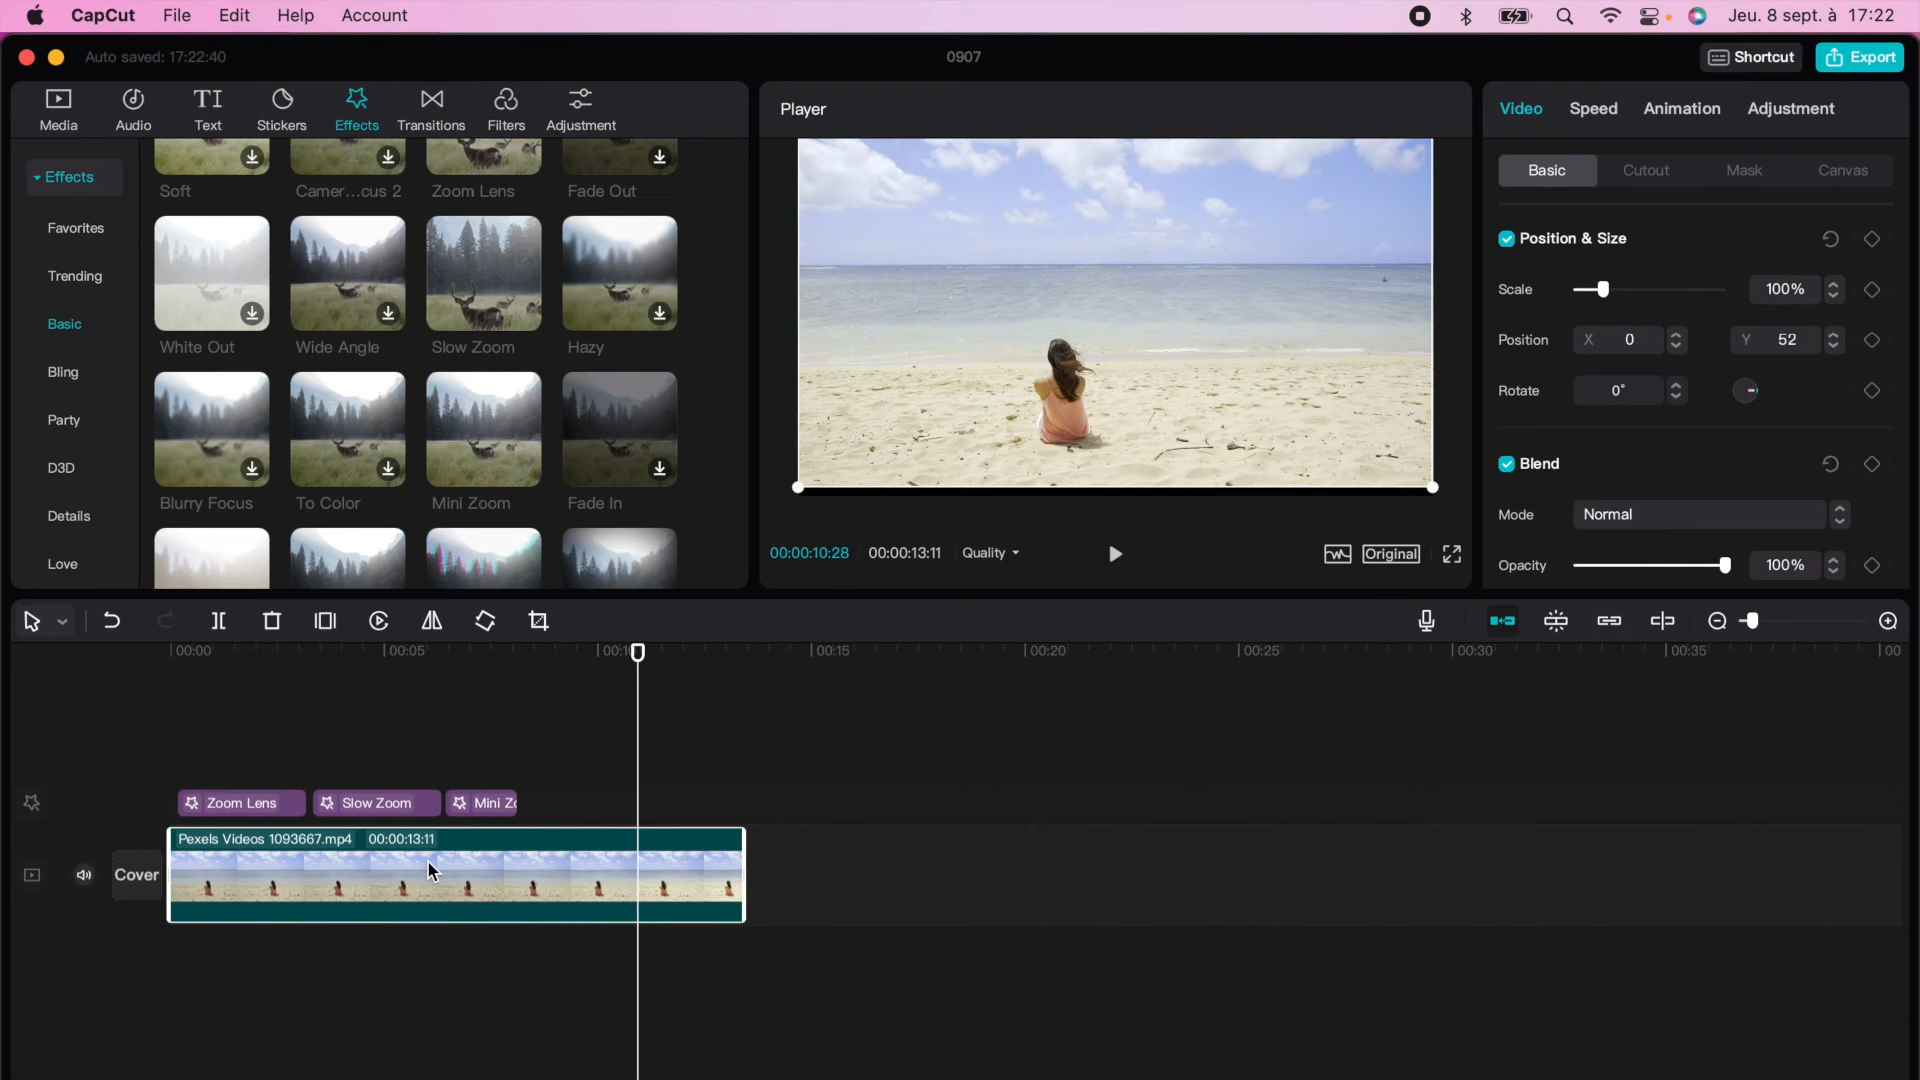 CapCut File Edit Help Account
Jeu. 8 sept. à 17:22
Auto saved: 17:22:40
0907
Shortcut
Export
Media Audio Text Stickers Effects Transitions Filters Adjustment
Effects
Favorites
Trending
Basic
Bling
Party
D3D
Details
Love
Soft Camer...cus 2 Zoom Lens Fade Out
White Out Wide Angle Slow Zoom Hazy
Blurry Focus To Color Mini Zoom Fade In
Player
00:00:10:28 00:00:13:11 Quality
Original
Video Speed Animation Adjustment
Basic Cutout Mask Canvas
Position & Size
Scale 100%
Position X 0 Y 52
Rotate 0°
Blend
Mode Normal
Opacity 100%
00:00 00:05 00:10 00:15 00:20 00:25 00:30 00:35 00
Zoom Lens Slow Zoom Mini Zo
Pexels Videos 1093667.mp4 00:00:13:11
Cover